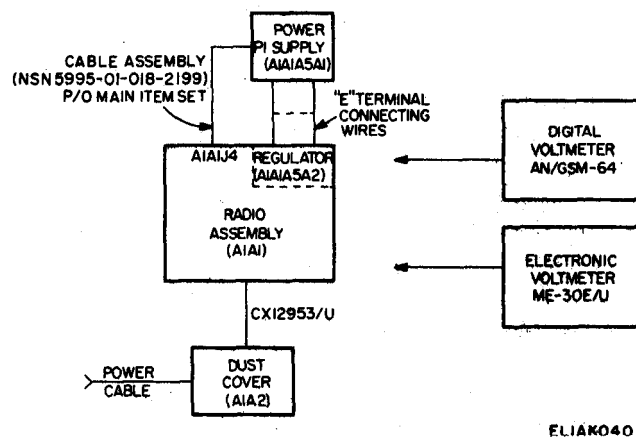 POWER
P1 SUPPLY
(A1A1A5A1)
CABLE ASSEMBLY
(NSN 5995-01-018-2199)
P/O MAIN ITEM SET
"E" TERMINAL
CONNECTING
WIRES
A1A1J4
REGULATOR
(A1A1A5A2)
RADIO
ASSEMBLY
(A1A1)
DIGITAL
VOLTMETER
AN/GSM-64
ELECTRONIC
VOLTMETER
ME-30E/U
CX12953/U
POWER
CABLE
DUST
COVER
(A1A2)
EL1AK040